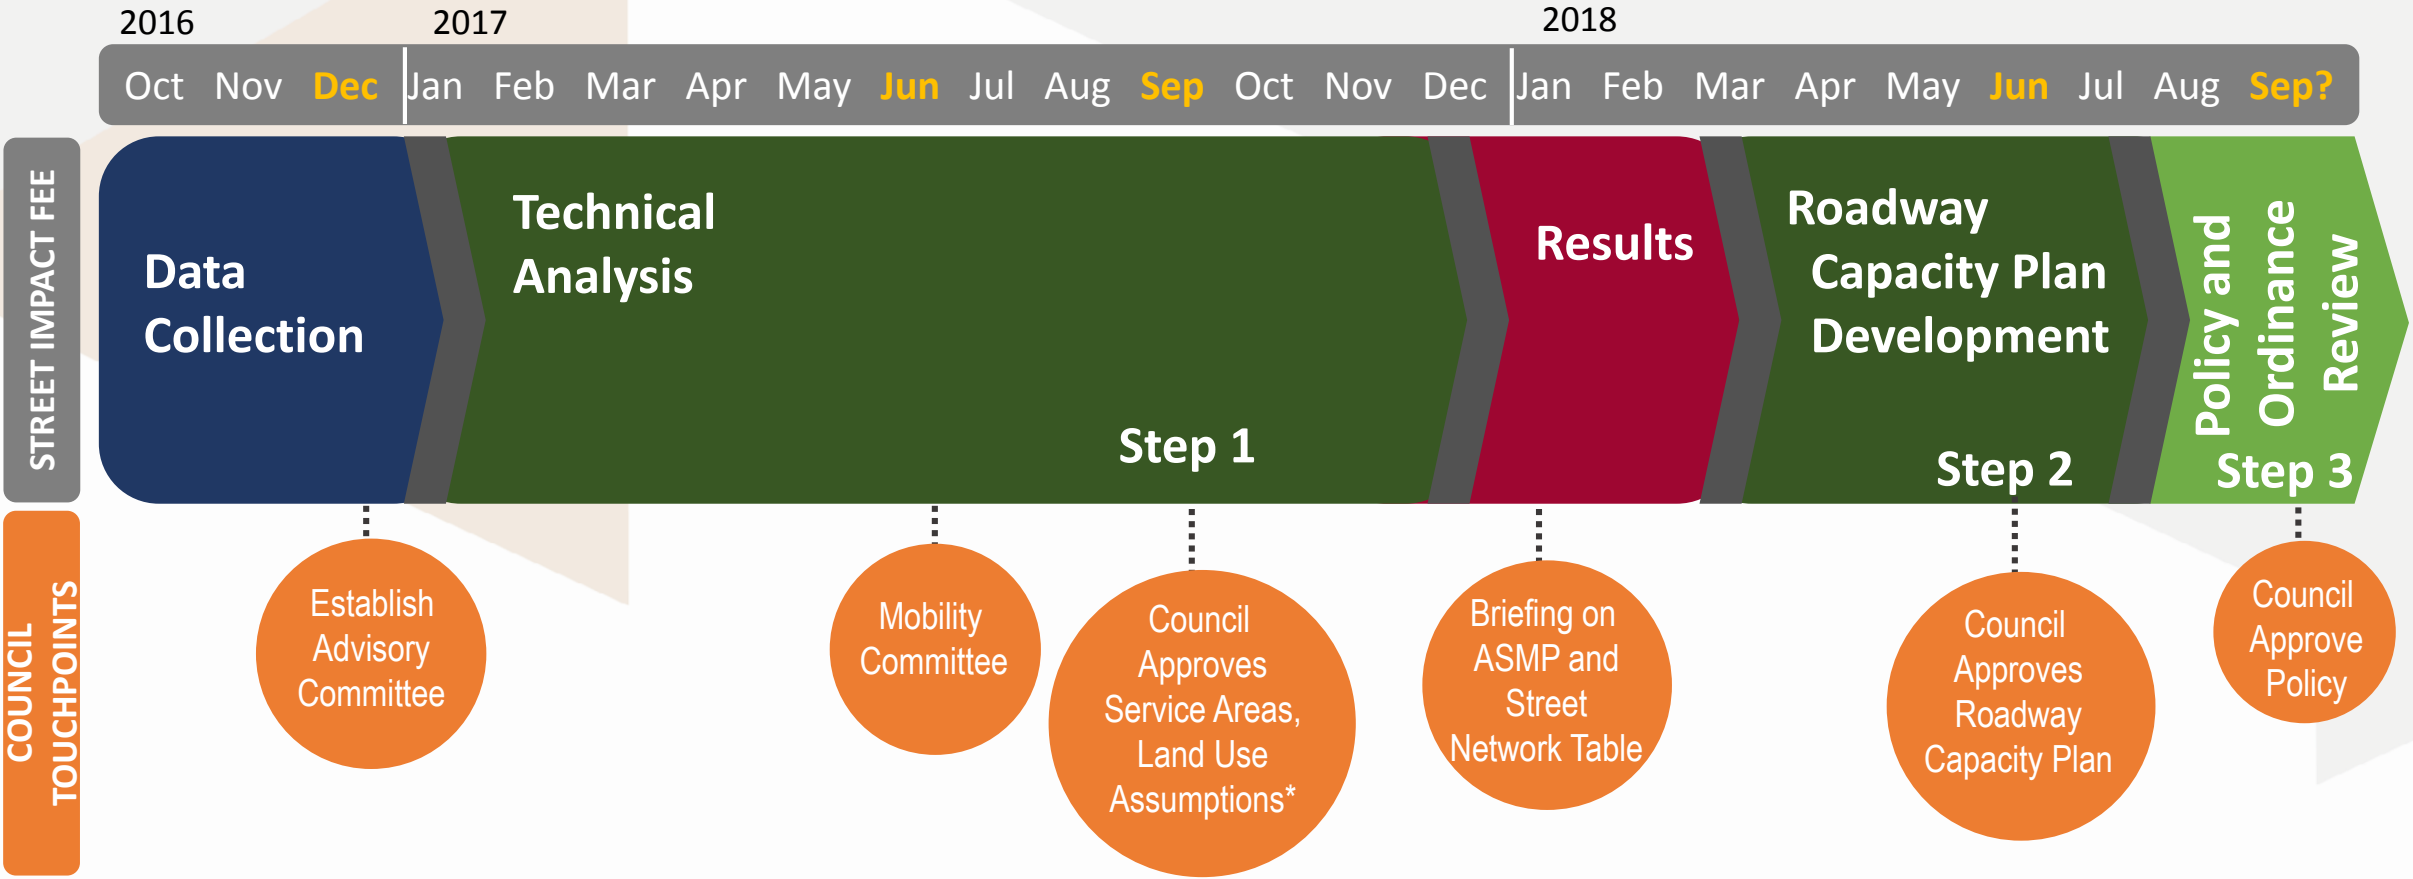 2016 2017 2018
Oct Nov Dec Jan Feb Mar Apr May Jun Jul Aug Sep Oct Nov Dec Jan Feb Mar Apr May Jun Jul Aug Sep?
STREET IMPACT FEE
Data
Collection
Technical
Analysis
Step 1
Results
Roadway
Capacity Plan
Development
Step 2
Policy and
Ordinance
Review
Step 3
COUNCIL
TOUCHPOINTS
Establish
Advisory
Committee
Mobility
Committee
Council
Approves
Service Areas,
Land Use
Assumptions*
Briefing on
ASMP and
Street
Network Table
Council
Approves
Roadway
Capacity Plan
Council
Approve
Policy